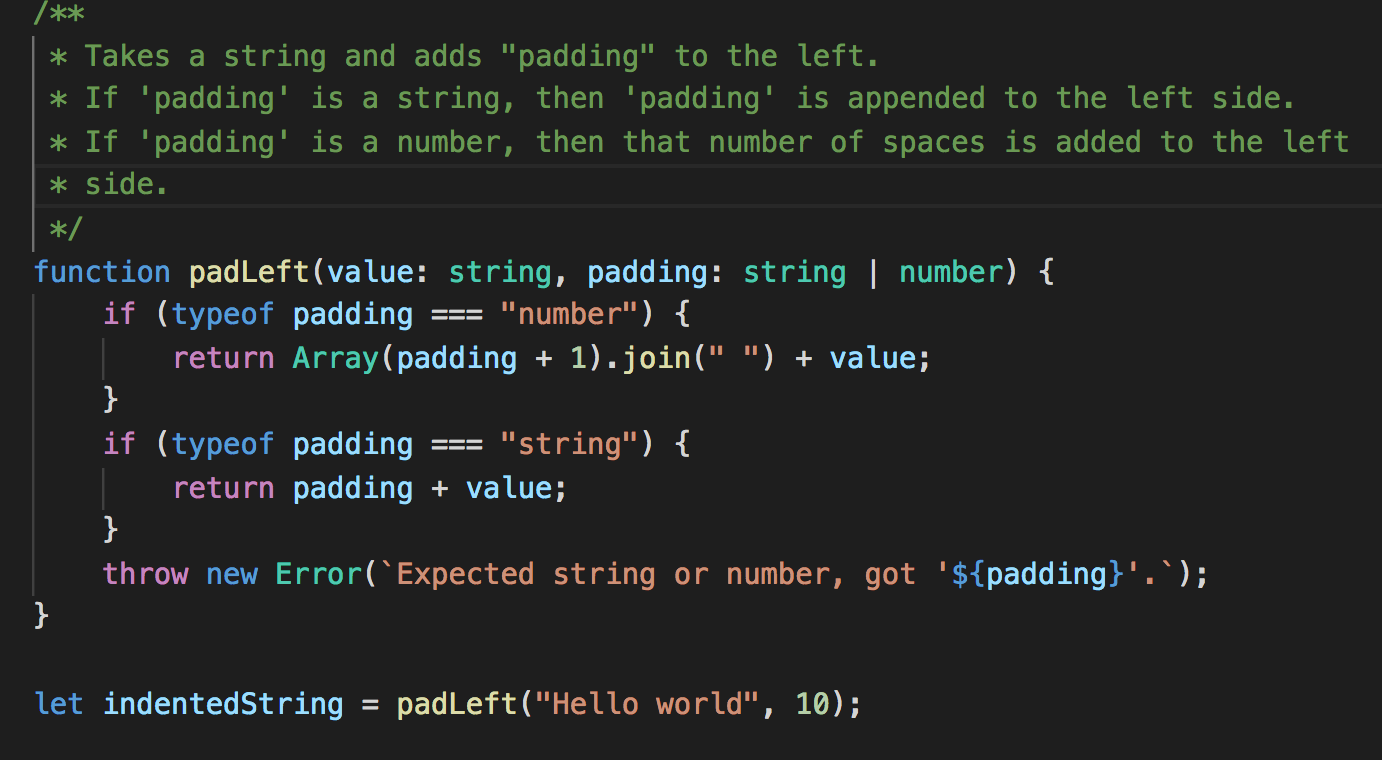 /**
 * Takes a string and adds "padding" to the left.
 * If 'padding' is a string, then 'padding' is appended to the left side.
 * If 'padding' is a number, then that number of spaces is added to the left
 * side.
 */
function padLeft(value: string, padding: string | number) {
    if (typeof padding === "number") {
        return Array(padding + 1).join(" ") + value;
    }
    if (typeof padding === "string") {
        return padding + value;
    }
    throw new Error(`Expected string or number, got '${padding}'.`);
}

let indentedString = padLeft("Hello world", 10);